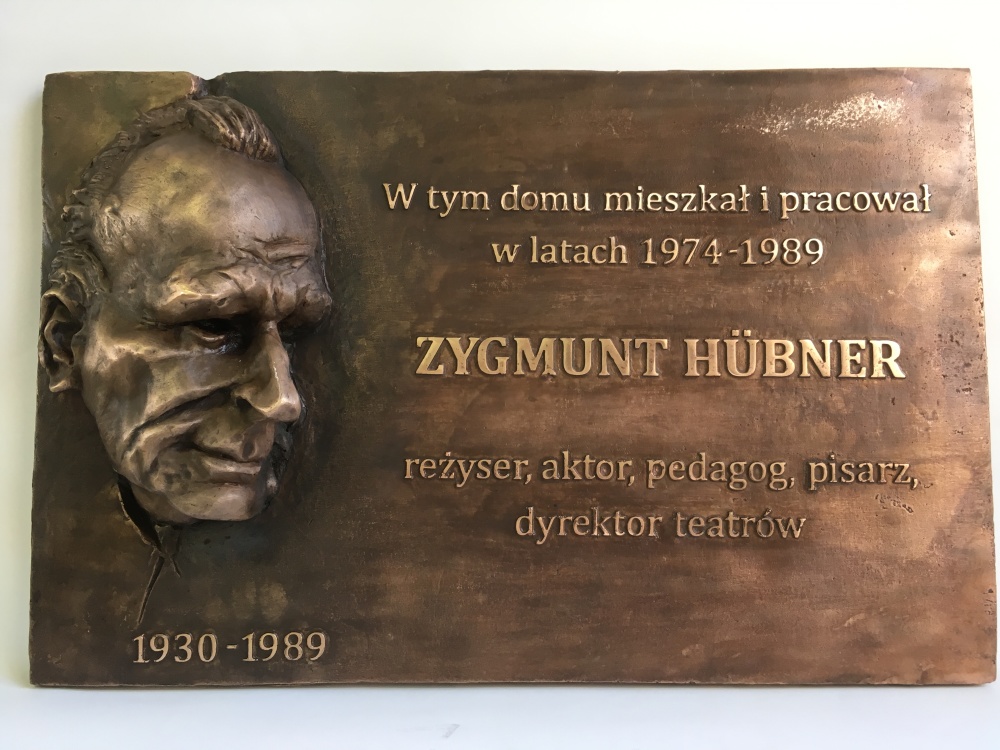 W tym domu mieszkał i pracował
w latach 1974-1989
ZYGMUNT HÜBNER
reżyser, aktor, pedagog, pisarz,
dyrektor teatrów
1930-1989